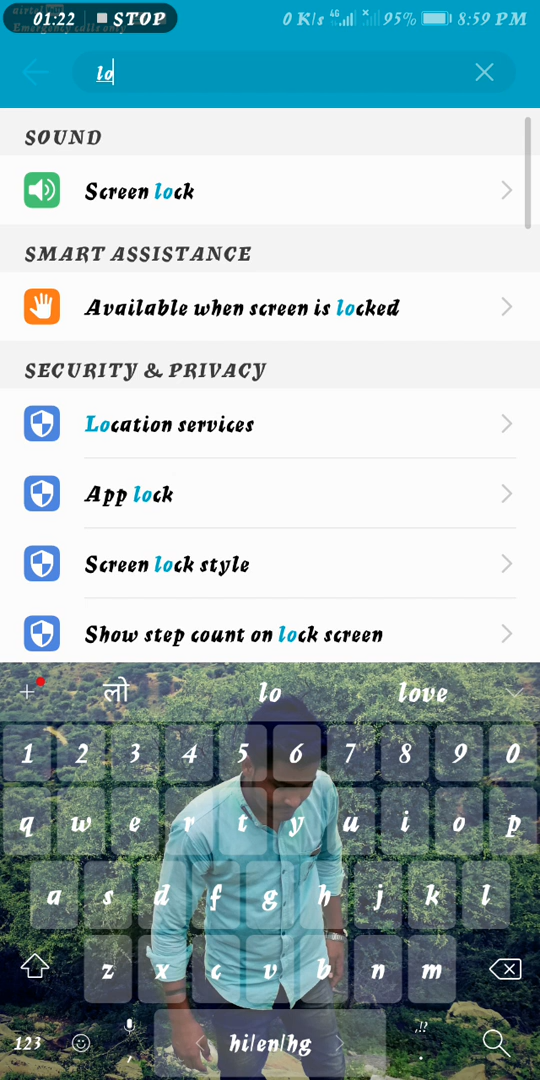 airtel
Emergency calls only
01:22 STOP
0 K/s 4G 95% 8:59 PM
lo
SOUND
Screen lock
SMART ASSISTANCE
Available when screen is locked
SECURITY & PRIVACY
Location services
App lock
Screen lock style
Show step count on lock screen
+ लो lo love
1 2 3 4 5 6 7 8 9 0
q w e r t y u i o p
a s d f g h j k l
z x c v b n m
123 , hi/en/hg ,!? .